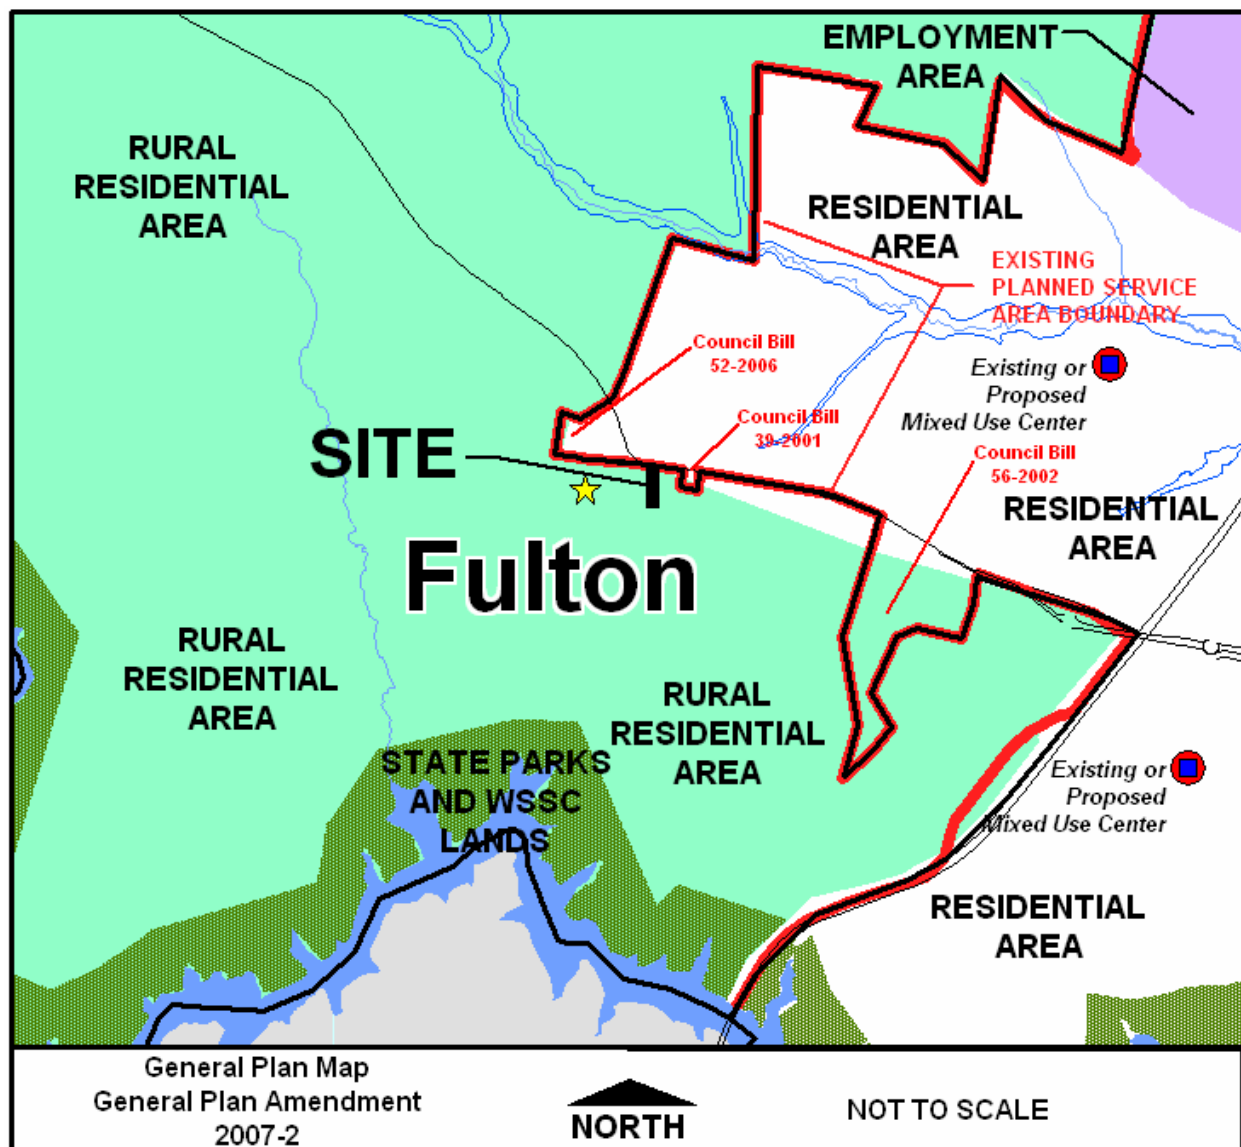 EMPLOYMENT
AREA
RURAL
RESIDENTIAL
AREA
RESIDENTIAL
AREA
EXISTING
PLANNED SERVICE
AREA BOUNDARY
Council Bill
52-2006
Existing or
Proposed
Mixed Use Center
Council Bill
39-2001
SITE
Council Bill
56-2002
RESIDENTIAL
AREA
Fulton
RURAL
RESIDENTIAL
AREA
RURAL
RESIDENTIAL
AREA
STATE PARKS
AND WSSC
LANDS
Existing or
Proposed
Mixed Use Center
RESIDENTIAL
AREA
General Plan Map
General Plan Amendment
2007-2
NORTH
NOT TO SCALE